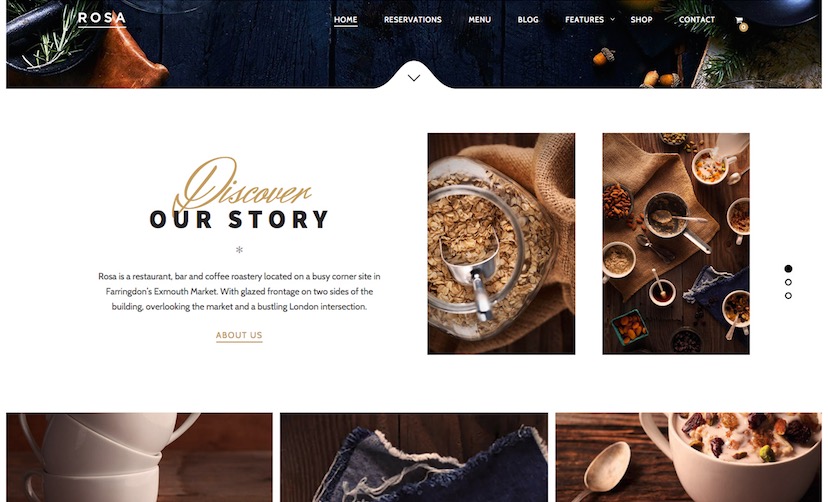 ROSA
HOME RESERVATIONS MENU BLOG FEATURES SHOP CONTACT
0
Discover
OUR STORY
Rosa is a restaurant, bar and coffee roastery located on a busy corner site in
Farringdon's Exmouth Market. With glazed frontage on two sides of the
building, overlooking the market and a bustling London intersection.
ABOUT US